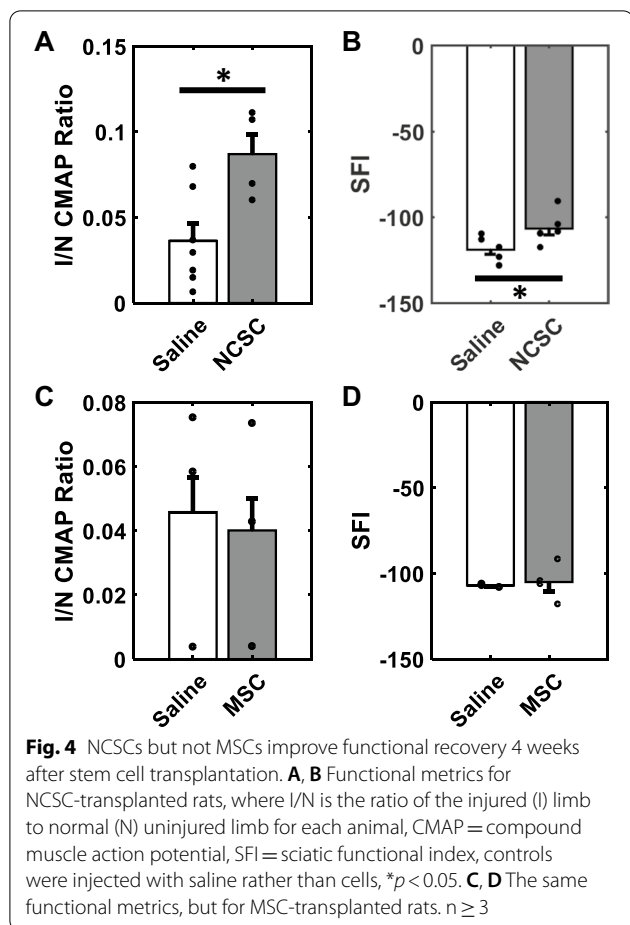 A
I/N CMAP Ratio
0.15
0.1
0.05
0
*
Saline
NCSC
B
SFI
0
-50
-100
-150
*
Saline
NCSC
C
I/N CMAP Ratio
0.08
0.06
0.04
0.02
0
Saline
MSC
D
SFI
0
-50
-100
-150
Saline
MSC
Fig. 4 NCSCs but not MSCs improve functional recovery 4 weeks
after stem cell transplantation. A, B Functional metrics for
NCSC-transplanted rats, where I/N is the ratio of the injured (I) limb
to normal (N) uninjured limb for each animal, CMAP = compound
muscle action potential, SFI = sciatic functional index, controls
were injected with saline rather than cells, *p < 0.05. C, D The same
functional metrics, but for MSC-transplanted rats. n ≥ 3